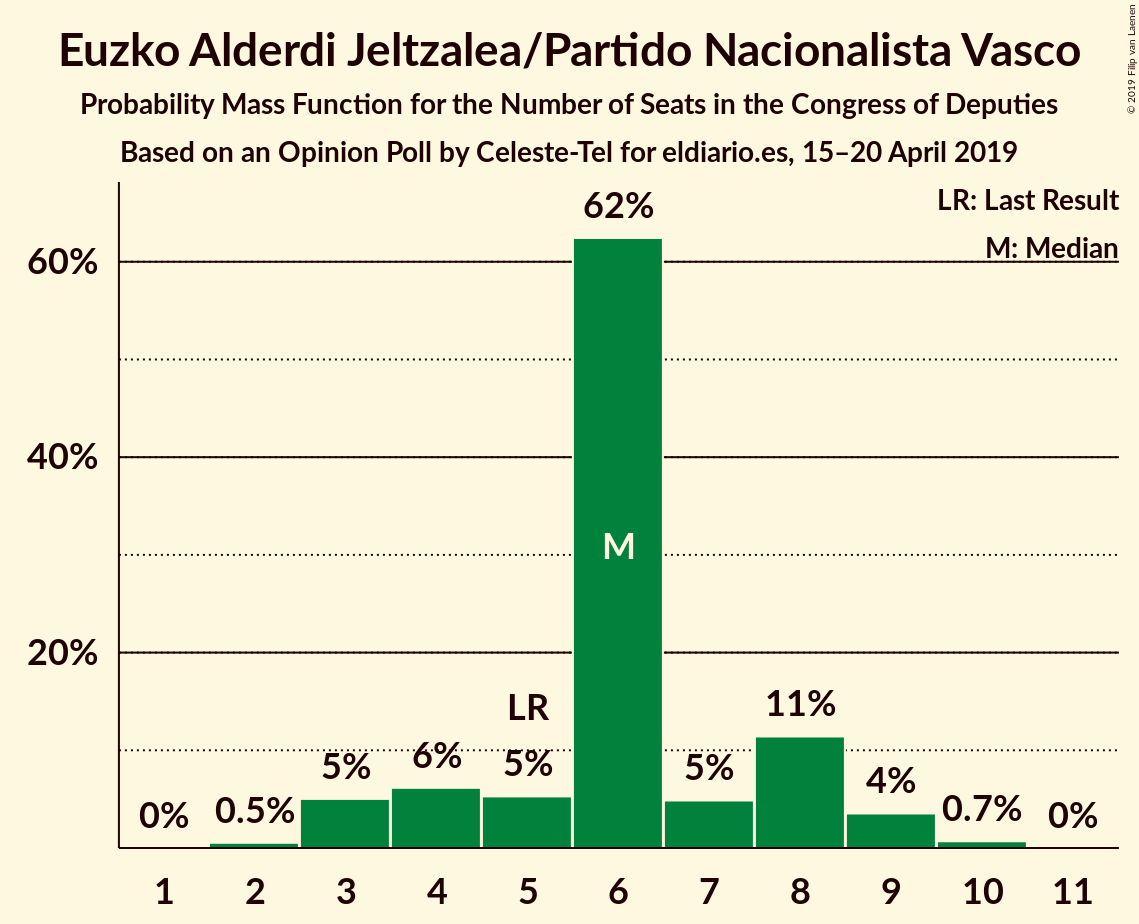 Euzko Alderdi Jeltzalea/Partido Nacionalista Vasco
Probability Mass Function for the Number of Seats in the Congress of Deputies
Based on an Opinion Poll by Celeste-Tel for eldiario.es, 15–20 April 2019
© 2019 Filip van Laenen
LR: Last Result
M: Median
62%
60%
40%
M
20%
LR
11%
5%
6%
5%
5%
4%
0%
0.5%
0.7%
0%
1 2 3 4 5 6 7 8 9 10 11